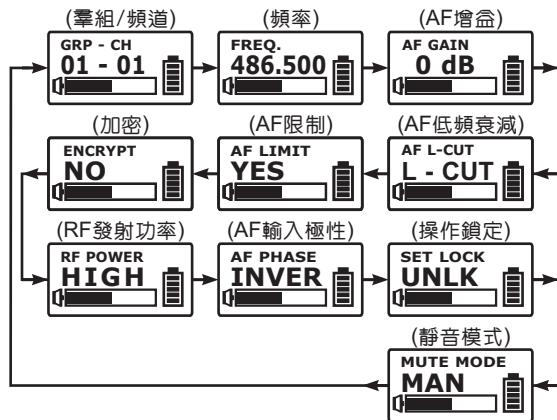 (羣組/頻道)
GRP - CH
01 - 01
(頻率)
FREQ.
486.500
(AF增益)
AF GAIN
0 dB
(加密)
ENCRYPT
NO
(AF限制)
AF LIMIT
YES
(AF低頻衰減)
AF L-CUT
L - CUT
(RF發射功率)
RF POWER
HIGH
(AF輸入極性)
AF PHASE
INVER
(操作鎖定)
SET LOCK
UNLK
(靜音模式)
MUTE MODE
MAN